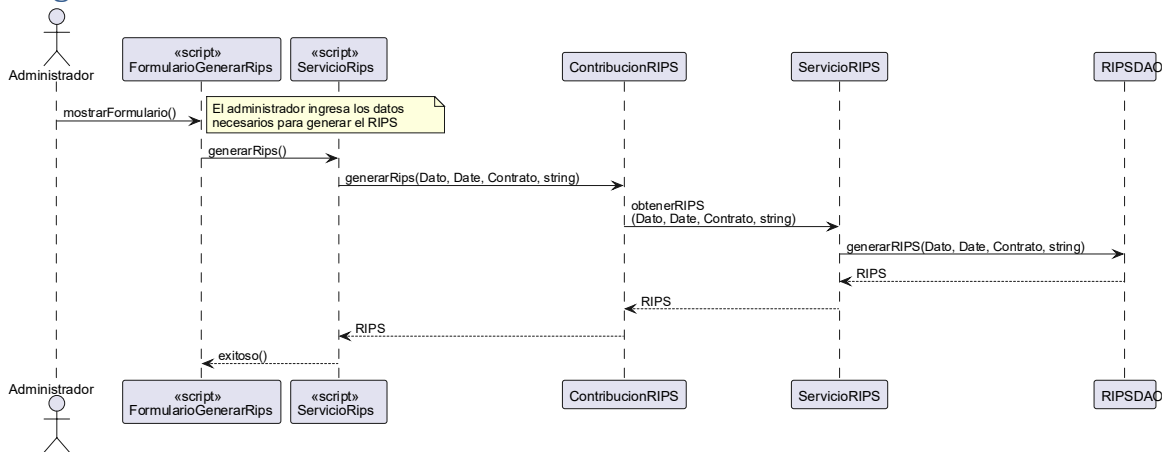 Administrador
«script»
FormularioGenerarRips
«script»
ServicioRips
ContribucionRIPS
ServicioRIPS
RIPSDAO
mostrarFormulario()
El administrador ingresa los datos
necesarios para generar el RIPS
generarRips()
generarRips(Dato, Date, Contrato, string)
obtenerRIPS
(Dato, Date, Contrato, string)
generarRIPS(Dato, Date, Contrato, string)
RIPS
RIPS
RIPS
exitoso()
Administrador
«script»
FormularioGenerarRips
«script»
ServicioRips
ContribucionRIPS
ServicioRIPS
RIPSDAO